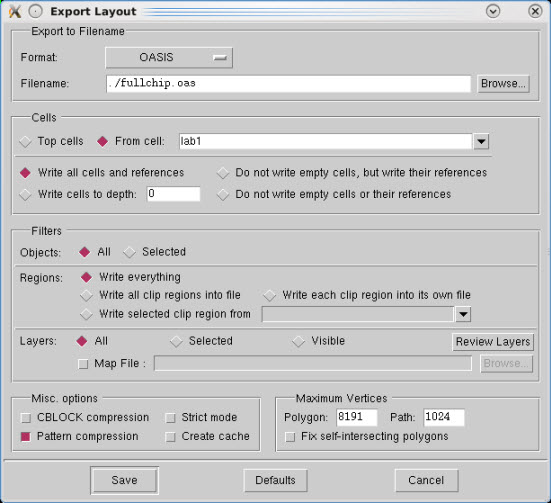 Export Layout
Export to Filename
Format: OASIS
Filename: ./fullchip.oas Browse...
Cells
Top cells From cell: lab1
Write all cells and references Do not write empty cells, but write their references
Write cells to depth: 0 Do not write empty cells or their references
Filters
Objects: All Selected
Regions: Write everything
Write all clip regions into file Write each clip region into its own file
Write selected clip region from
Layers: All Selected Visible Review Layers
Map File : Browse...
Misc. options Maximum Vertices
CBLOCK compression Strict mode Polygon: 8191 Path: 1024
Pattern compression Create cache Fix self-intersecting polygons
Save Defaults Cancel